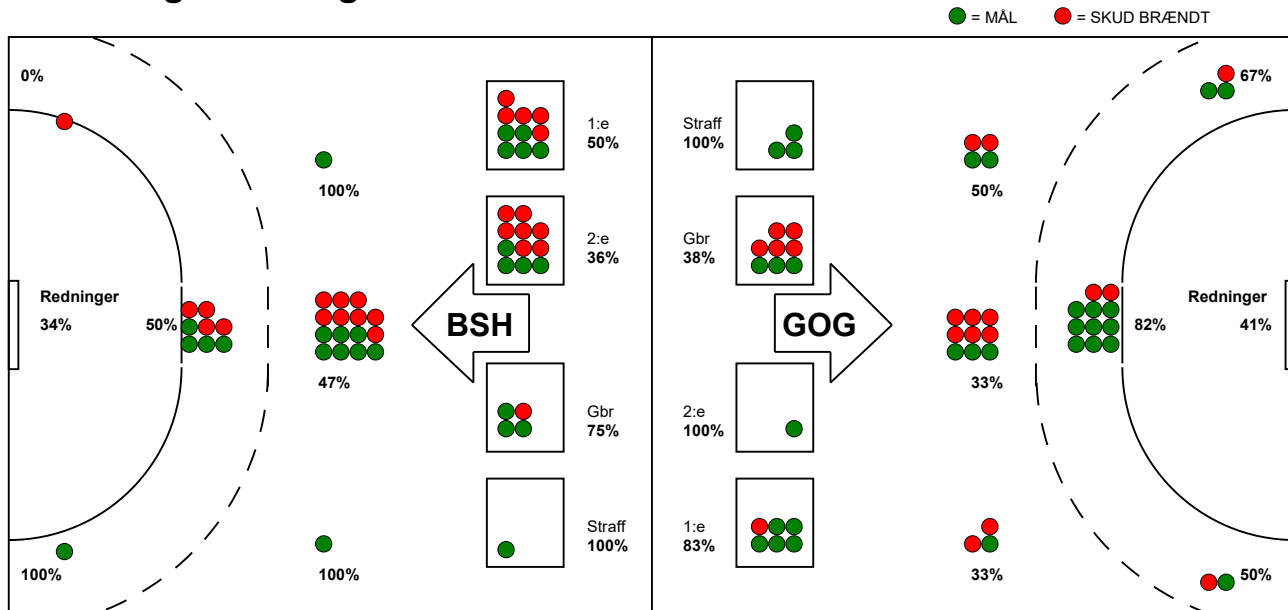 = MÅL = SKUD BRÆNDT
0%
100%
Redninger
34%
50%
47%
100%
100%
1:e
50%
2:e
36%
BSH
Gbr
75%
Straff
100%
Straff
100%
Gbr
38%
GOG
2:e
100%
1:e
83%
50%
33%
33%
67%
82%
Redninger
41%
50%